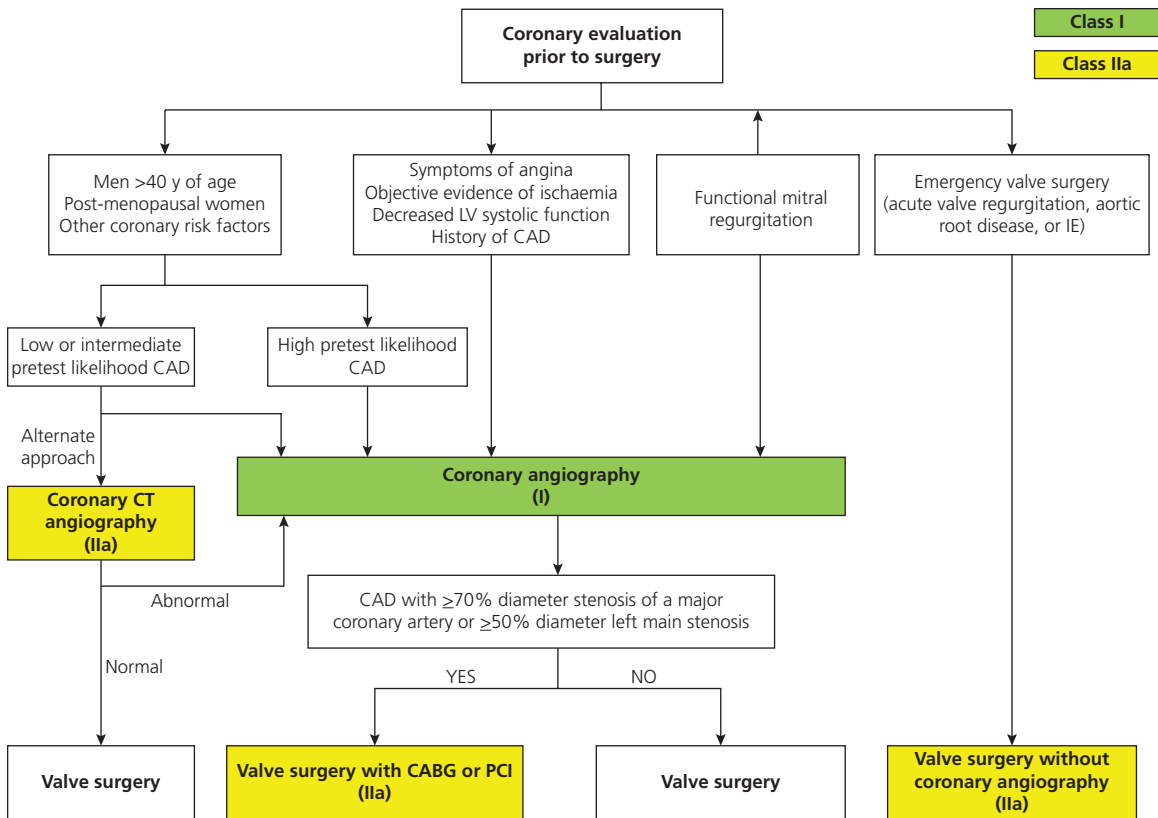 Coronary evaluation
prior to surgery
Class I
Class IIa
Men >40 y of age
Post-menopausal women
Other coronary risk factors
Symptoms of angina
Objective evidence of ischaemia
Decreased LV systolic function
History of CAD
Functional mitral
regurgitation
Emergency valve surgery
(acute valve regurgitation, aortic
root disease, or IE)
Low or intermediate
pretest likelihood CAD
High pretest likelihood
CAD
Alternate
approach
Coronary CT
angiography
(IIa)
Coronary angiography
(I)
Abnormal
Normal
CAD with ≥70% diameter stenosis of a major
coronary artery or ≥50% diameter left main stenosis
YES
NO
Valve surgery
Valve surgery with CABG or PCI
(IIa)
Valve surgery
Valve surgery without
coronary angiography
(IIa)